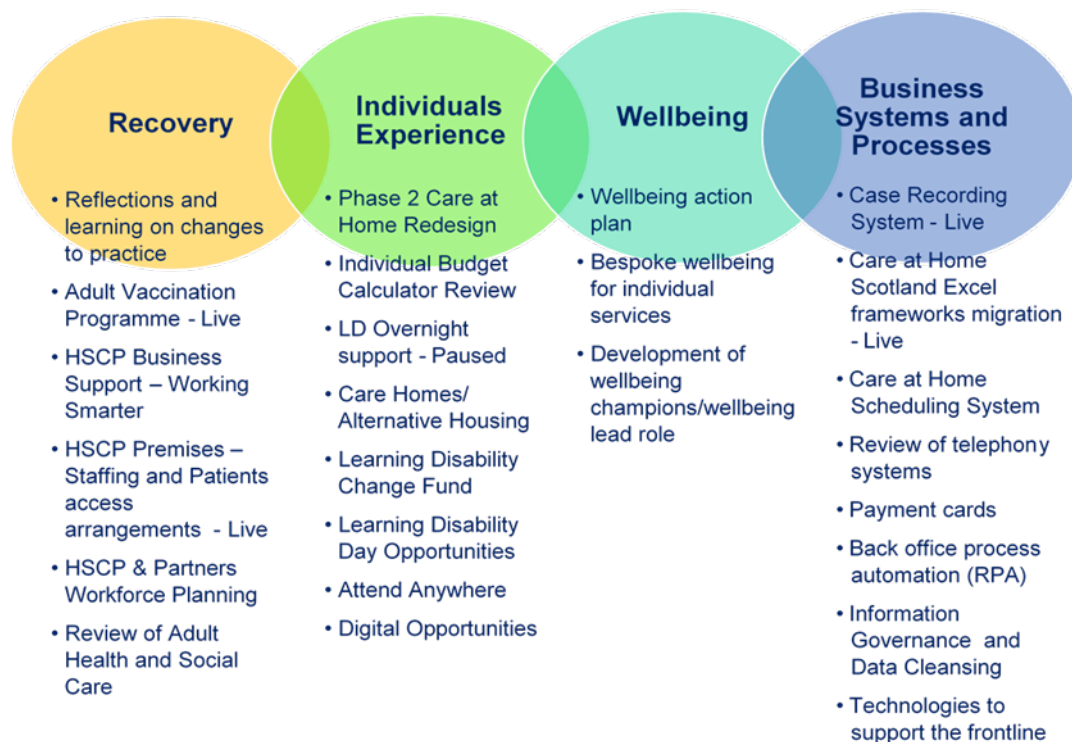 Recovery
• Reflections and
learning on changes
to practice
• Adult Vaccination
Programme - Live
• HSCP Business
Support – Working
Smarter
• HSCP Premises –
Staffing and Patients
access
arrangements - Live
• HSCP & Partners
Workforce Planning
• Review of Adult
Health and Social
Care
Individuals
Experience
• Phase 2 Care at
Home Redesign
• Individual Budget
Calculator Review
• LD Overnight
support - Paused
• Care Homes/
Alternative Housing
• Learning Disability
Change Fund
• Learning Disability
Day Opportunities
• Attend Anywhere
• Digital Opportunities
Wellbeing
• Wellbeing action
plan
• Bespoke wellbeing
for individual
services
• Development of
wellbeing
champions/wellbeing
lead role
Business
Systems and
Processes
• Case Recording
System - Live
• Care at Home
Scotland Excel
frameworks migration
- Live
• Care at Home
Scheduling System
• Review of telephony
systems
• Payment cards
• Back office process
automation (RPA)
• Information
Governance and
Data Cleansing
• Technologies to
support the frontline